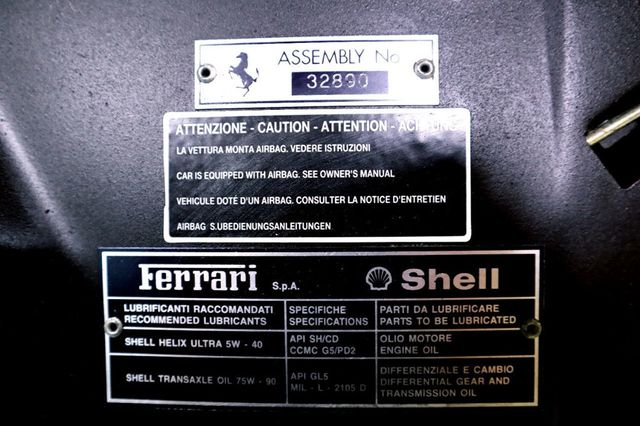 ASSEMBLY No
32890
ATTENZIONE - CAUTION - ATTENTION - ACHTUNG
LA VETTURA MONTA AIRBAG. VEDERE ISTRUZIONI
CAR IS EQUIPPED WITH AIRBAG. SEE OWNER'S MANUAL
VEHICULE DOTÉ D'UN AIRBAG. CONSULTER LA NOTICE D'ENTRETIEN
AIRBAG S.UBEDIENUNGSANLEITUNGEN
Ferrari S.p.A. Shell
LUBRIFICANTI RACCOMANDATI SPECIFICHE PARTI DA LUBRIFICARE
RECOMMENDED LUBRICANTS SPECIFICATIONS PARTS TO BE LUBRICATED
SHELL HELIX ULTRA 5W - 40 API SH/CD OLIO MOTORE
CCMC G5/PD2 ENGINE OIL
SHELL TRANSAXLE OIL 75W - 90 API GL5 DIFFERENZIALE E CAMBIO
MIL - L - 2105 D DIFFERENTIAL GEAR AND
TRANSMISSION OIL